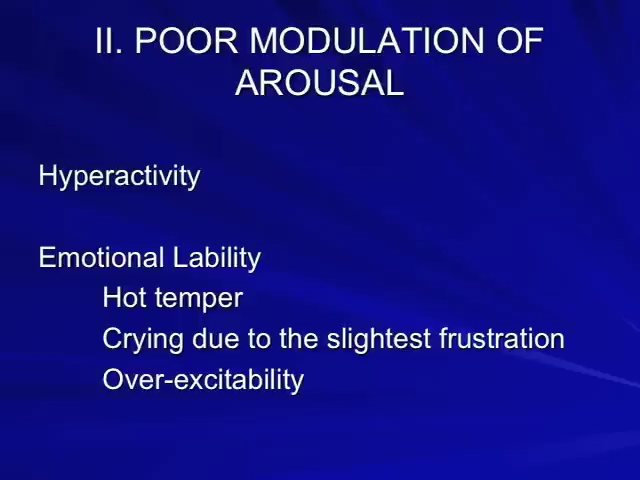 II. POOR MODULATION OF
AROUSAL
Hyperactivity
Emotional Lability
Hot temper
Crying due to the slightest frustration
Over-excitability